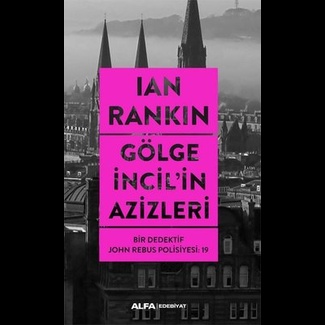 IAN
RANKIN
GÖLGE
İNCİL'İN
AZİZLERİ
BİR DEDEKTİF
JOHN REBUS POLİSİYESİ: 19
ALFA | EDEBİYAT